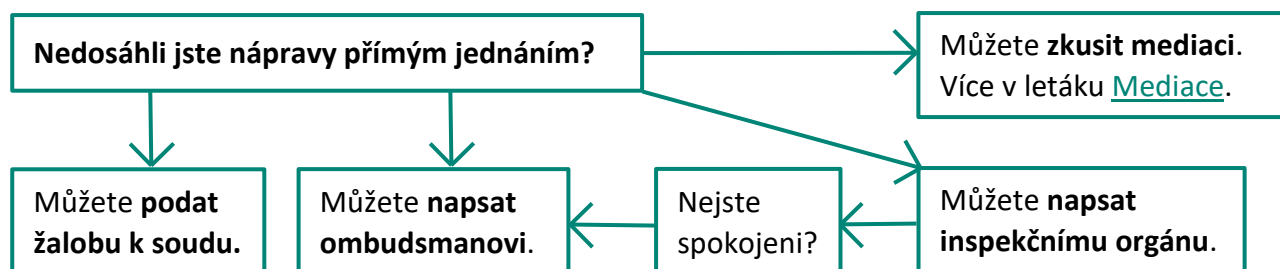 Nedosáhli jste nápravy přímým jednáním?
Můžete zkusit mediaci.
Více v letáku Mediace.
Můžete podat
žalobu k soudu.
Můžete napsat
ombudsmanovi.
Nejste
spokojeni?
Můžete napsat
inspekčnímu orgánu.